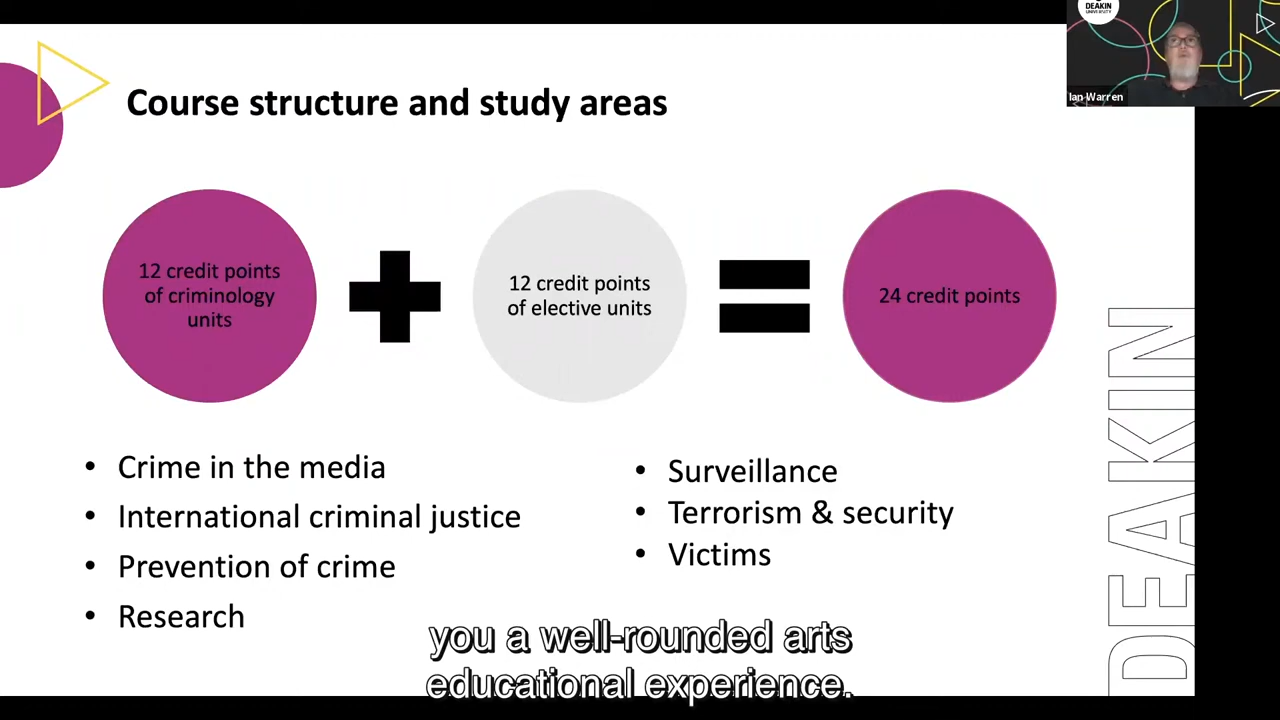 DEAKIN
UNIVERSITY
Ian Warren
Course structure and study areas
12 credit points
of criminology
units
12 credit points
of elective units
24 credit points
• Crime in the media
• International criminal justice
• Prevention of crime
• Research
• Surveillance
• Terrorism & security
• Victims
DEAKIN
you a well-rounded arts
educational experience.